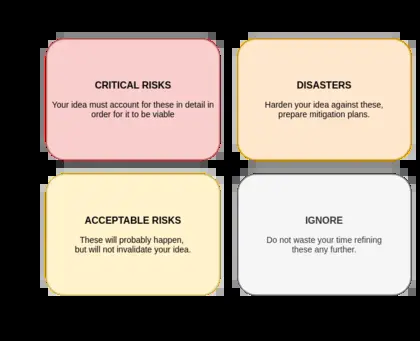 CRITICAL RISKS
Your idea must account for these in detail in
order for it to be viable
DISASTERS
Harden your idea against these,
prepare mitigation plans.
ACCEPTABLE RISKS
These will probably happen,
but will not invalidate your idea.
IGNORE
Do not waste your time refining
these any further.